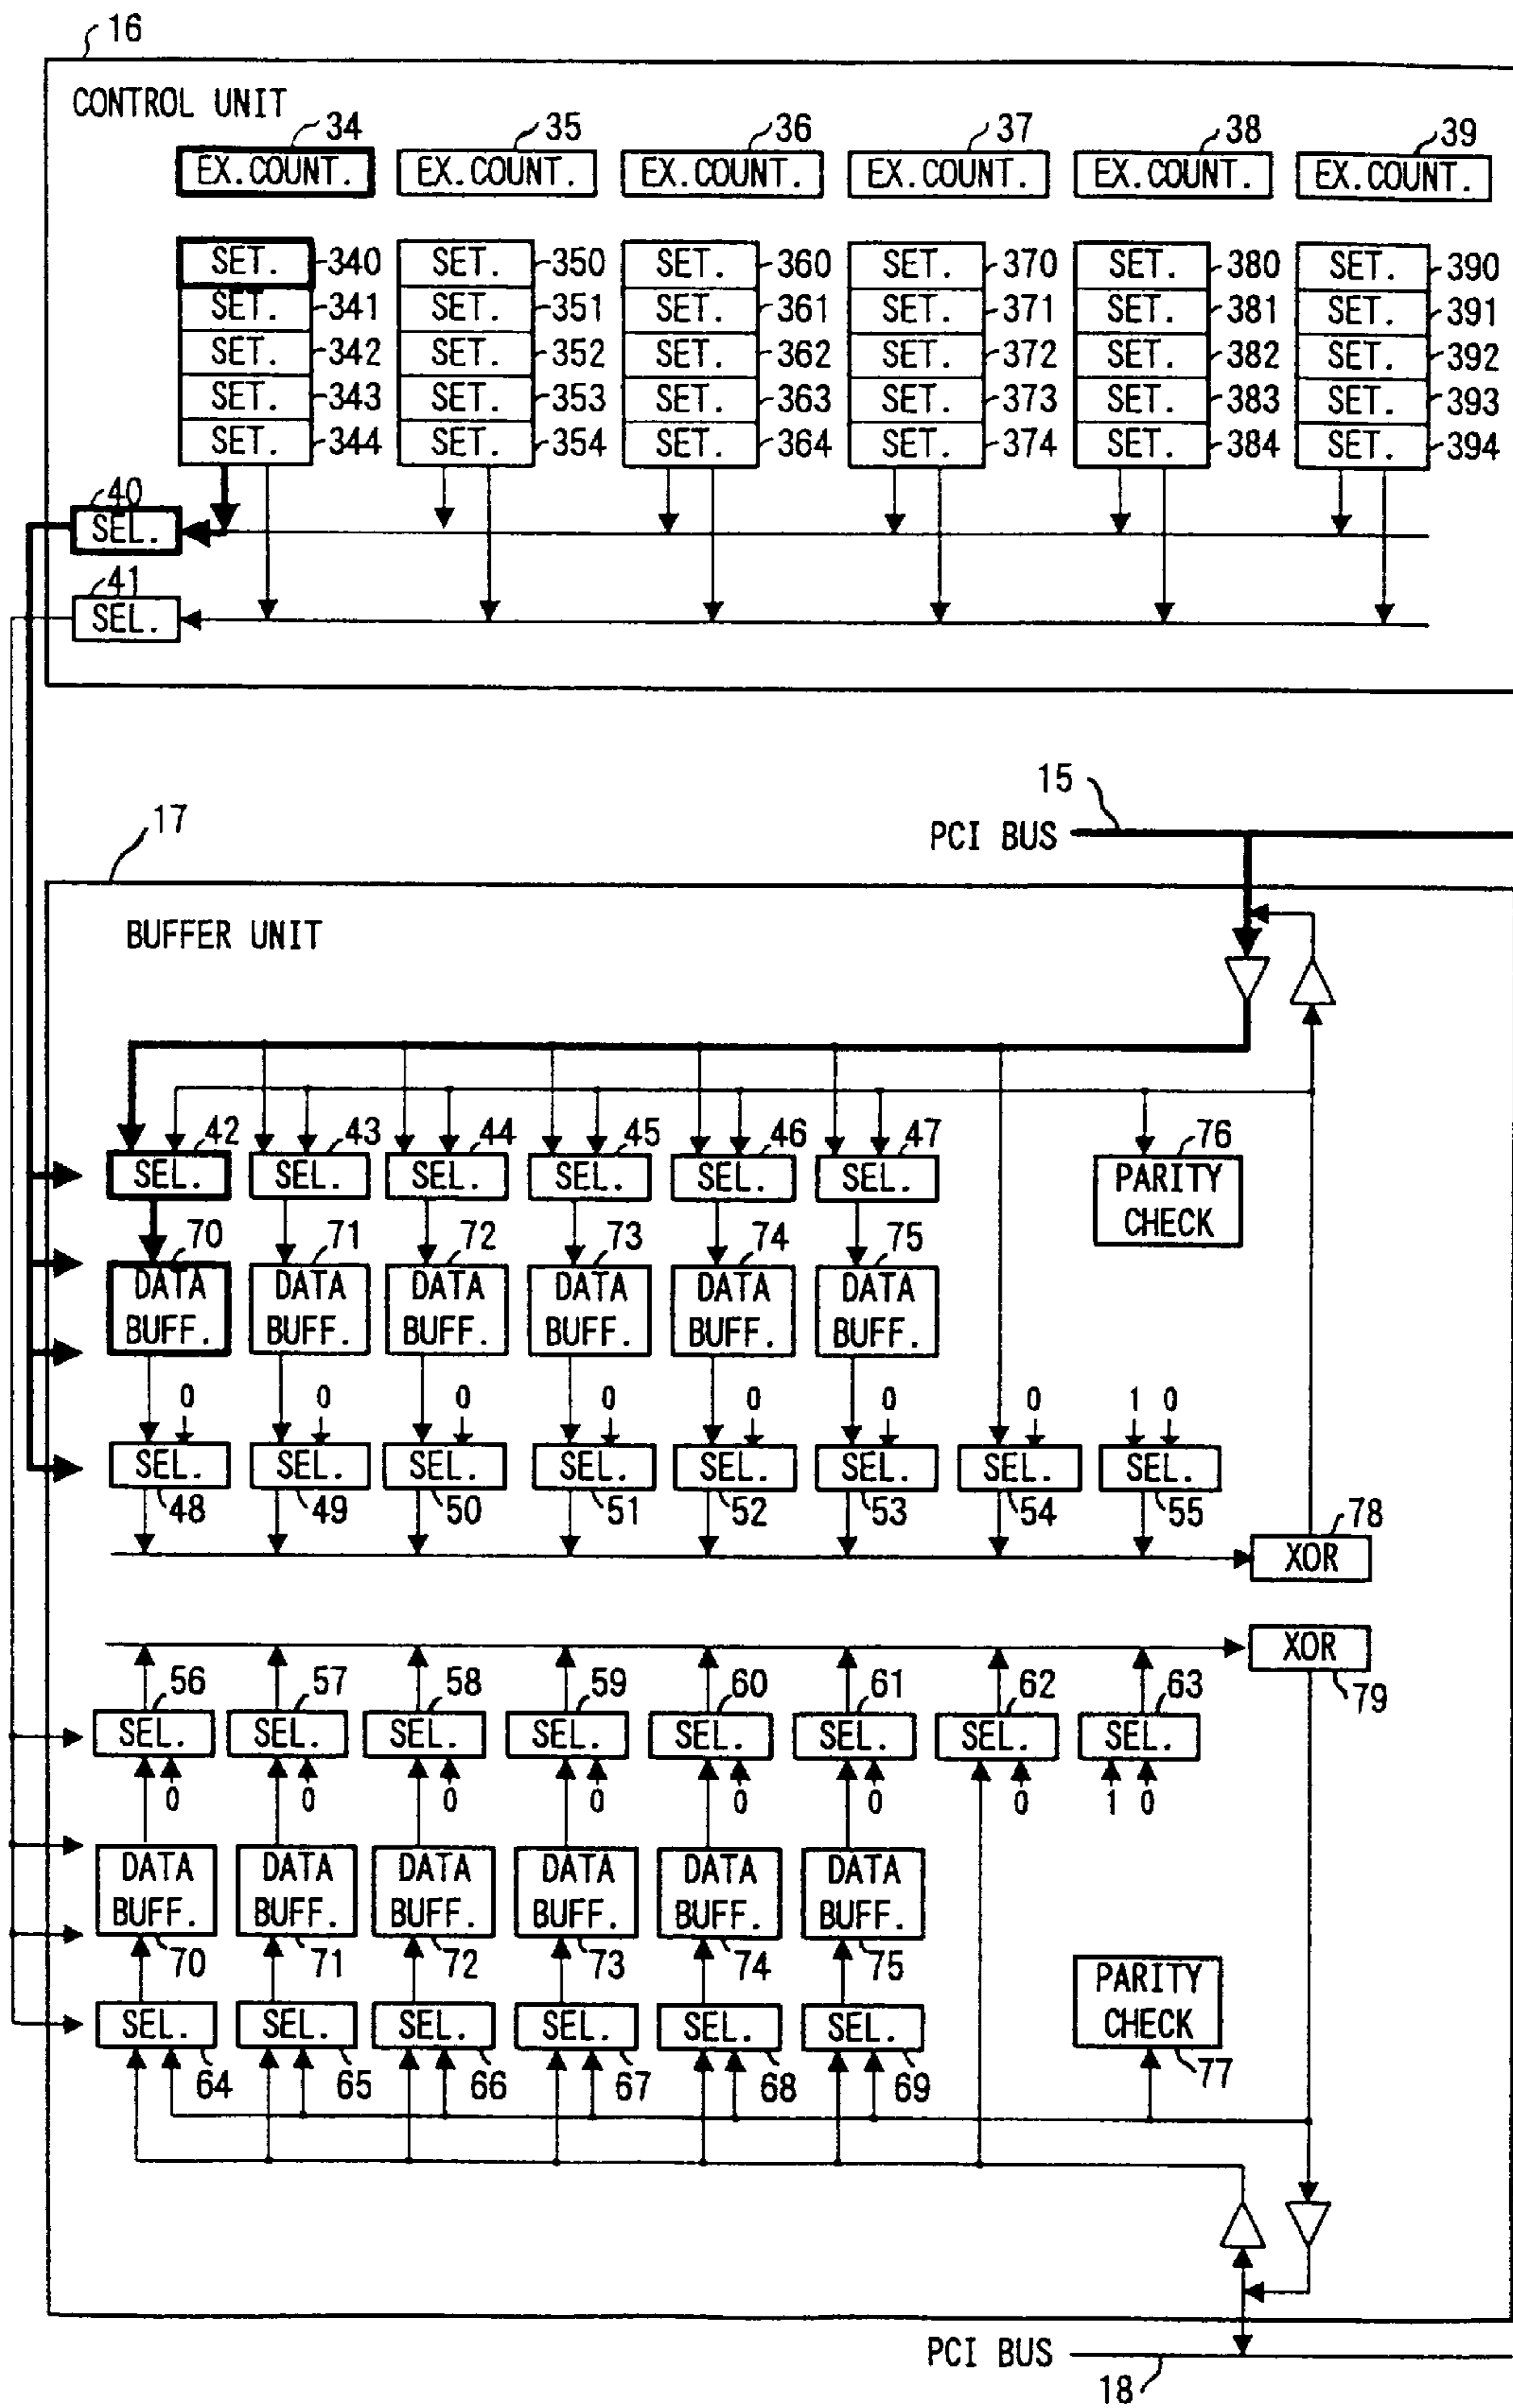 16
CONTROL UNIT
34 35 36 37 38 39
EX.COUNT. EX.COUNT. EX.COUNT. EX.COUNT. EX.COUNT. EX.COUNT.
SET. 340 SET. 350 SET. 360 SET. 370 SET. 380 SET. 390
SET. 341 SET. 351 SET. 361 SET. 371 SET. 381 SET. 391
SET. 342 SET. 352 SET. 362 SET. 372 SET. 382 SET. 392
SET. 343 SET. 353 SET. 363 SET. 373 SET. 383 SET. 393
SET. 344 SET. 354 SET. 364 SET. 374 SET. 384 SET. 394
40
SEL.
41
SEL.
15
17
PCI BUS
BUFFER UNIT
42 43 44 45 46 47 76
SEL. SEL. SEL. SEL. SEL. SEL. PARITY
CHECK
70 71 72 73 74 75
DATA DATA DATA DATA DATA DATA
BUFF. BUFF. BUFF. BUFF. BUFF. BUFF.
0 0 0 0 0 0 0 1 0
SEL. SEL. SEL. SEL. SEL. SEL. SEL. SEL.
48 49 50 51 52 53 54 55 78
XOR
XOR
56 57 58 59 60 61 62 63 79
SEL. SEL. SEL. SEL. SEL. SEL. SEL. SEL.
0 0 0 0 0 0 0 1 0
DATA DATA DATA DATA DATA DATA
BUFF. BUFF. BUFF. BUFF. BUFF. BUFF.
70 71 72 73 74 75 PARITY
SEL. SEL. SEL. SEL. SEL. SEL. CHECK
64 65 66 67 68 69 77
PCI BUS
18